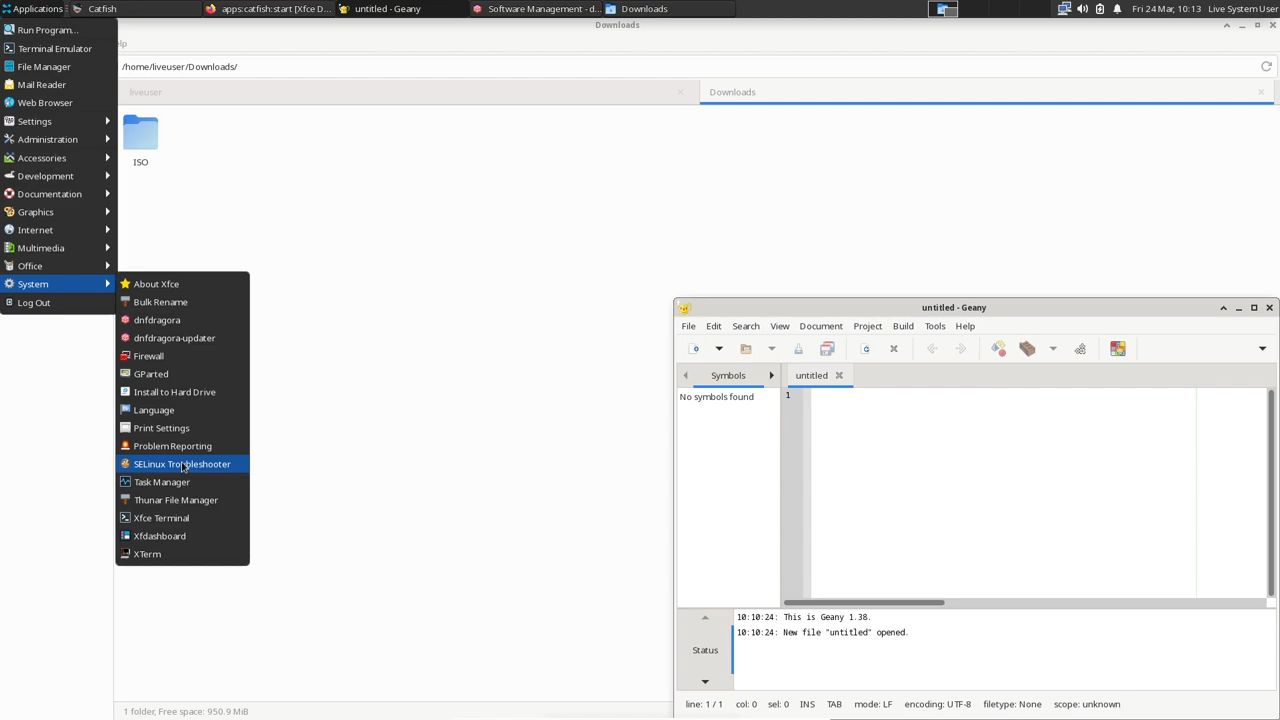 Applications
Catfish
apps:catfish:start [Xfce D...
untitled - Geany
Software Management - d...
Downloads
Fri 24 Mar, 10:13
Live System User
Downloads
/home/liveuser/Downloads/
liveuser
Downloads
ISO
Run Program...
Terminal Emulator
File Manager
Mail Reader
Web Browser
Settings
Administration
Accessories
Development
Documentation
Graphics
Internet
Multimedia
Office
System
Log Out
About Xfce
Bulk Rename
dnfdragora
dnfdragora-updater
Firewall
GParted
Install to Hard Drive
Language
Print Settings
Problem Reporting
SELinux Troubleshooter
Task Manager
Thunar File Manager
Xfce Terminal
Xfdashboard
XTerm
1 folder, Free space: 950.9 MiB
untitled - Geany
File Edit Search View Document Project Build Tools Help
Symbols
untitled
No symbols found
1
10:10:24: This is Geany 1.38.
10:10:24: New file "untitled" opened.
Status
line: 1 / 1 col: 0 sel: 0 INS TAB mode: LF encoding: UTF-8 filetype: None scope: unknown